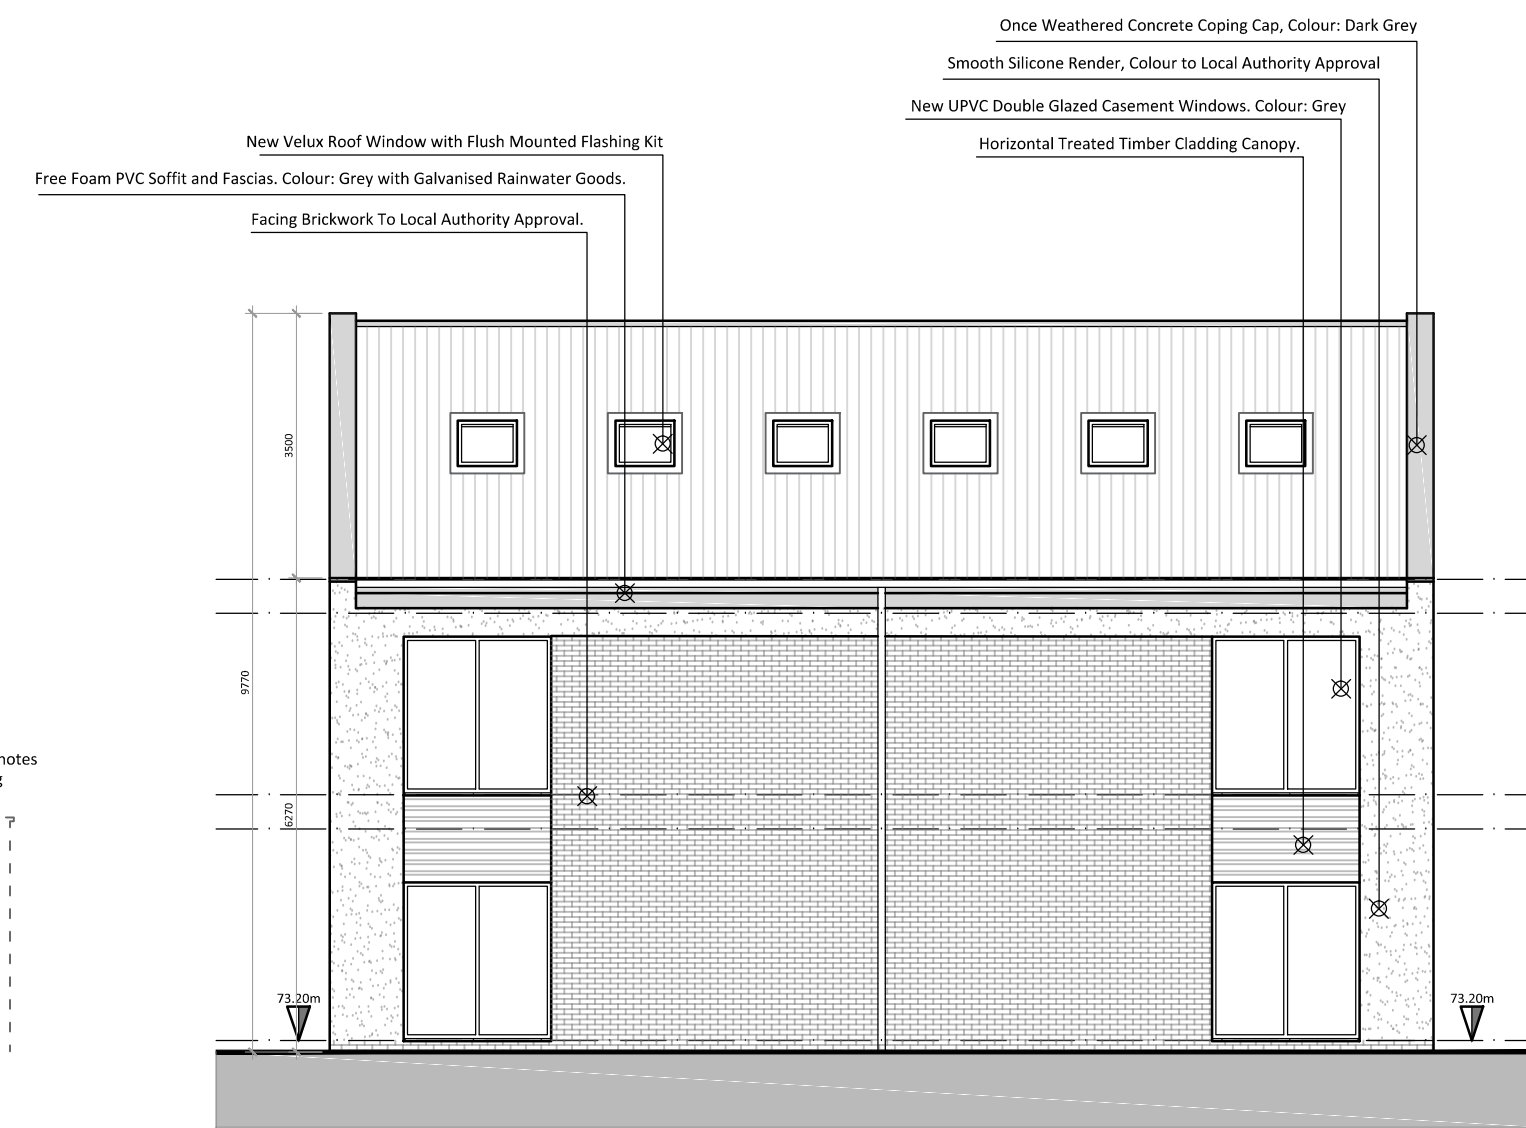 Once Weathered Concrete Coping Cap, Colour: Dark Grey
Smooth Silicone Render, Colour to Local Authority Approval
New UPVC Double Glazed Casement Windows. Colour: Grey
New Velux Roof Window with Flush Mounted Flashing Kit
Horizontal Treated Timber Cladding Canopy.
Free Foam PVC Soffit and Fascias. Colour: Grey with Galvanised Rainwater Goods.
Facing Brickwork To Local Authority Approval.
3500
9770
notes
g
6270
73.20m
73.20m